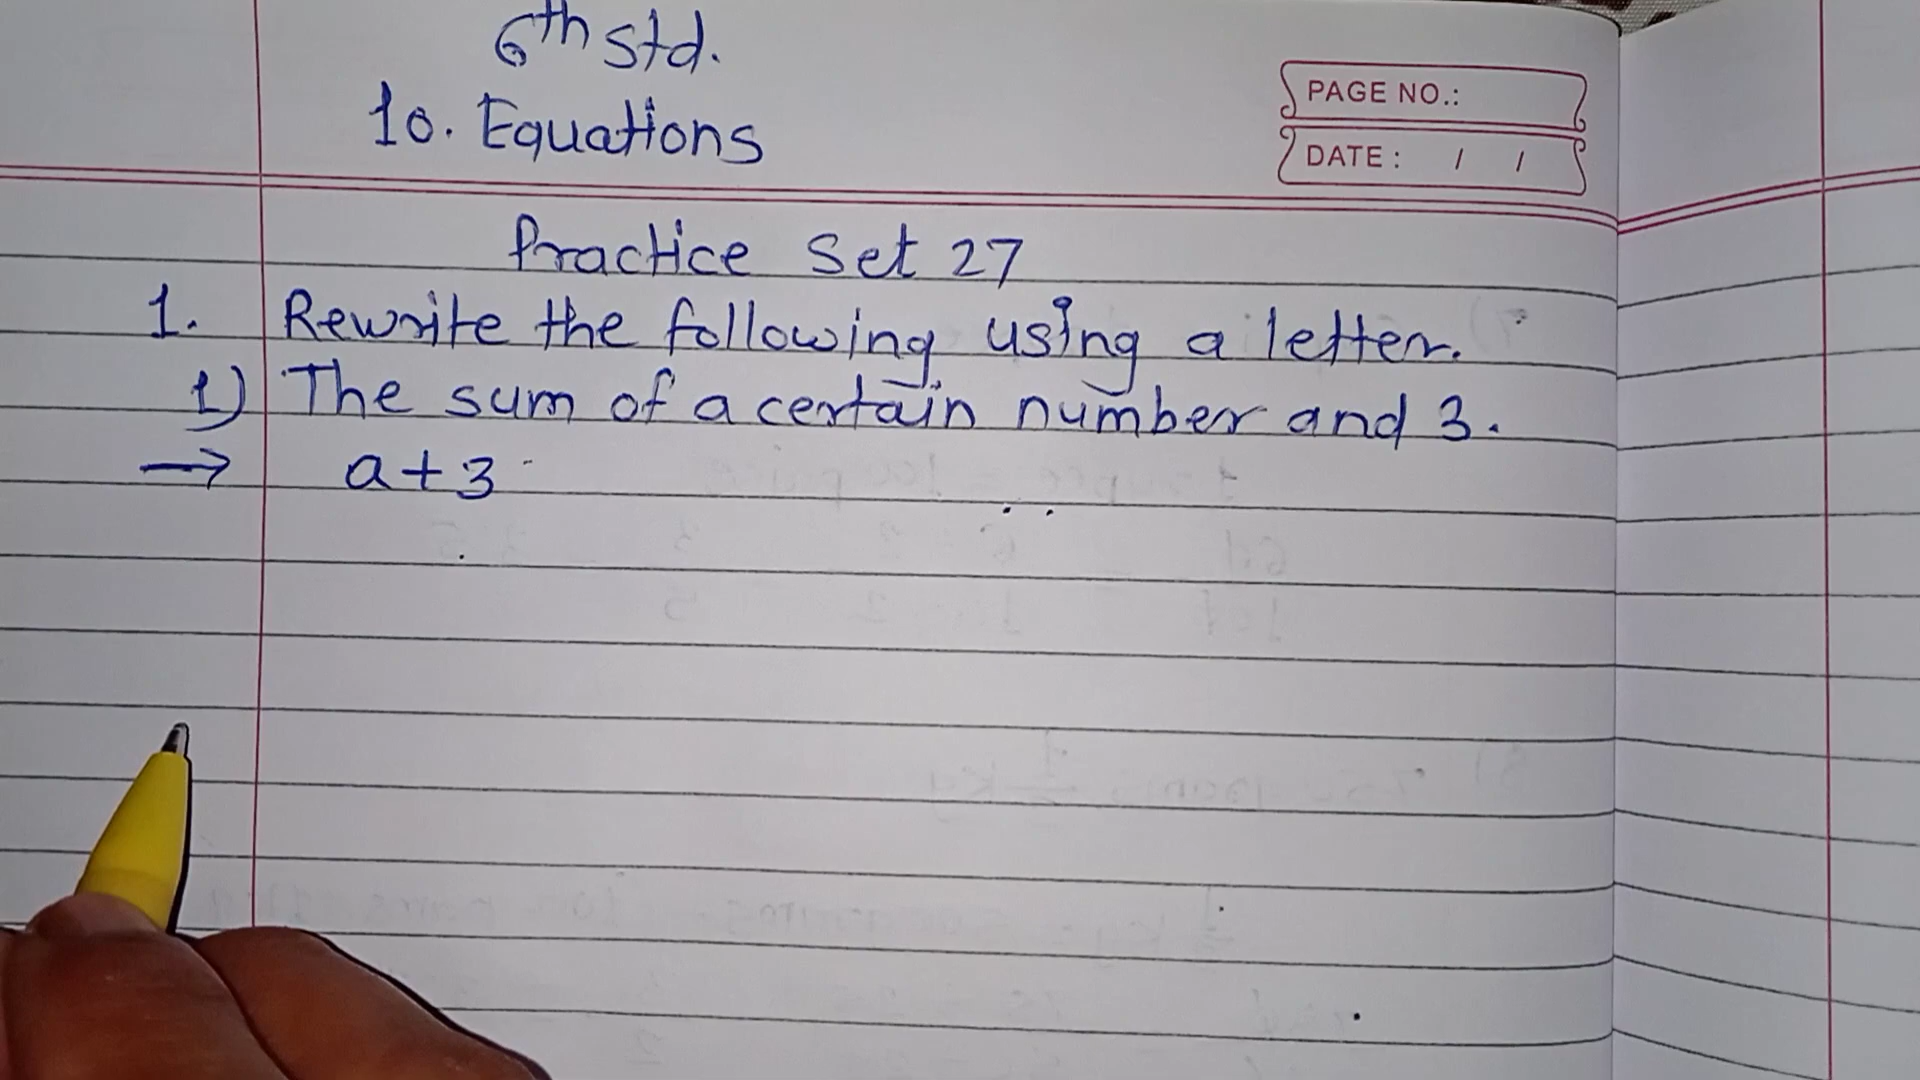 6th std.
10. Equations
PAGE NO.:
DATE : / /
Practice Set 27
1. Rewrite the following using a letter.
1) The sum of a certain number and 3.
→ a+3